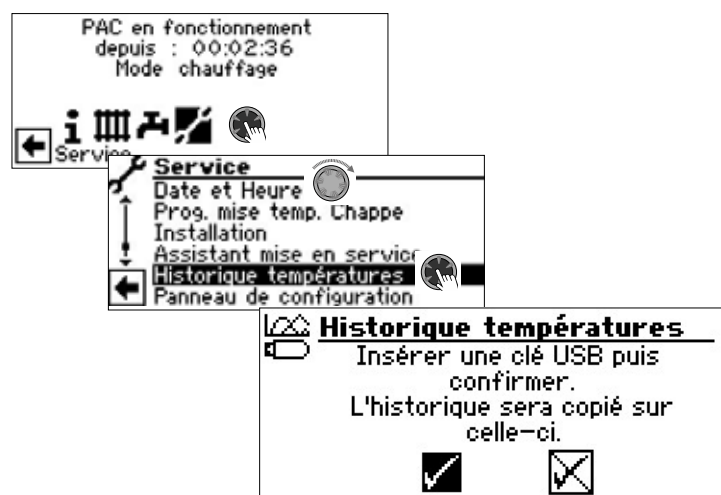 PAC en fonctionnement
depuis : 00:02:36
Mode chauffage
Service
Service
Date et Heure
Prog. mise temp. Chappe
Installation
Assistant mise en service
Historique températures
Panneau de configuration
Historique températures
Insérer une clé USB puis
confirmer.
L'historique sera copié sur
celle-ci.